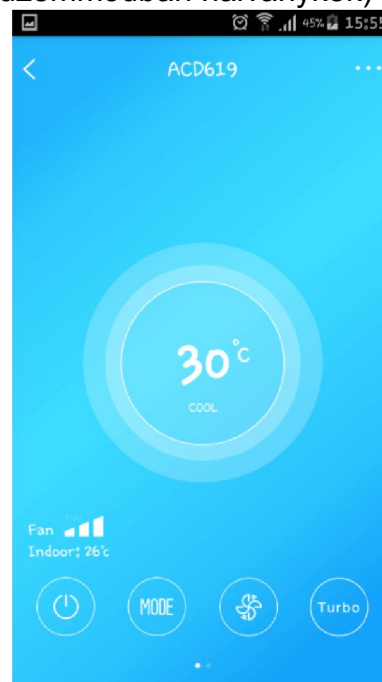 45% 15:55
ACD619
30°c
COOL
Fan
Indoor: 26°c
MODE
Turbo